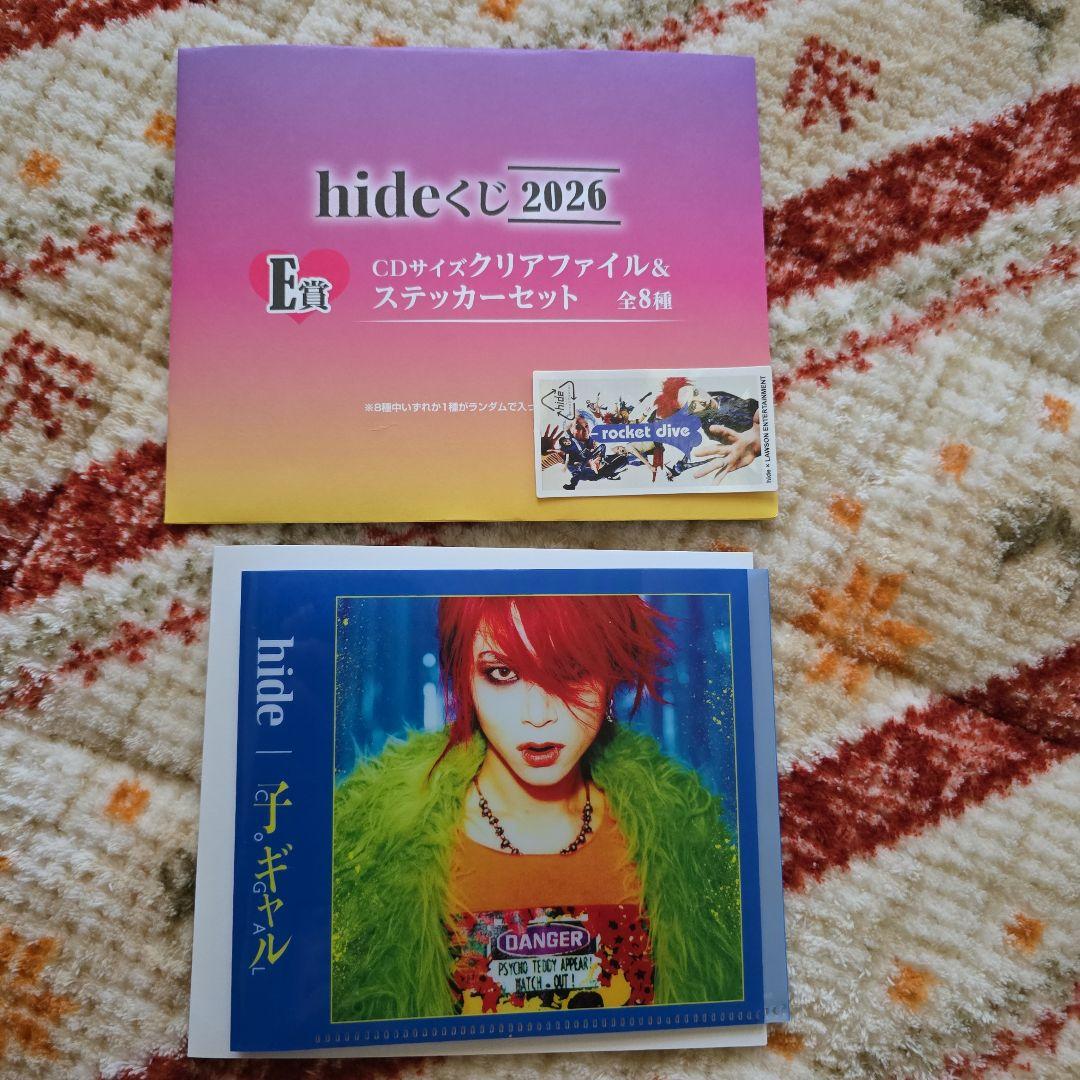 hideくじ 2026
E賞
CDサイズクリアファイル&
ステッカーセット 全8種
※8種中いずれか1種がランダムで入っ
hide
rocket dive
hide × LAWSON ENTERTAINMENT
hide | 子。ギャル
CO GAL
DANGER
PSYCHO TEDDY APPEAR!
WATCH-OUT!